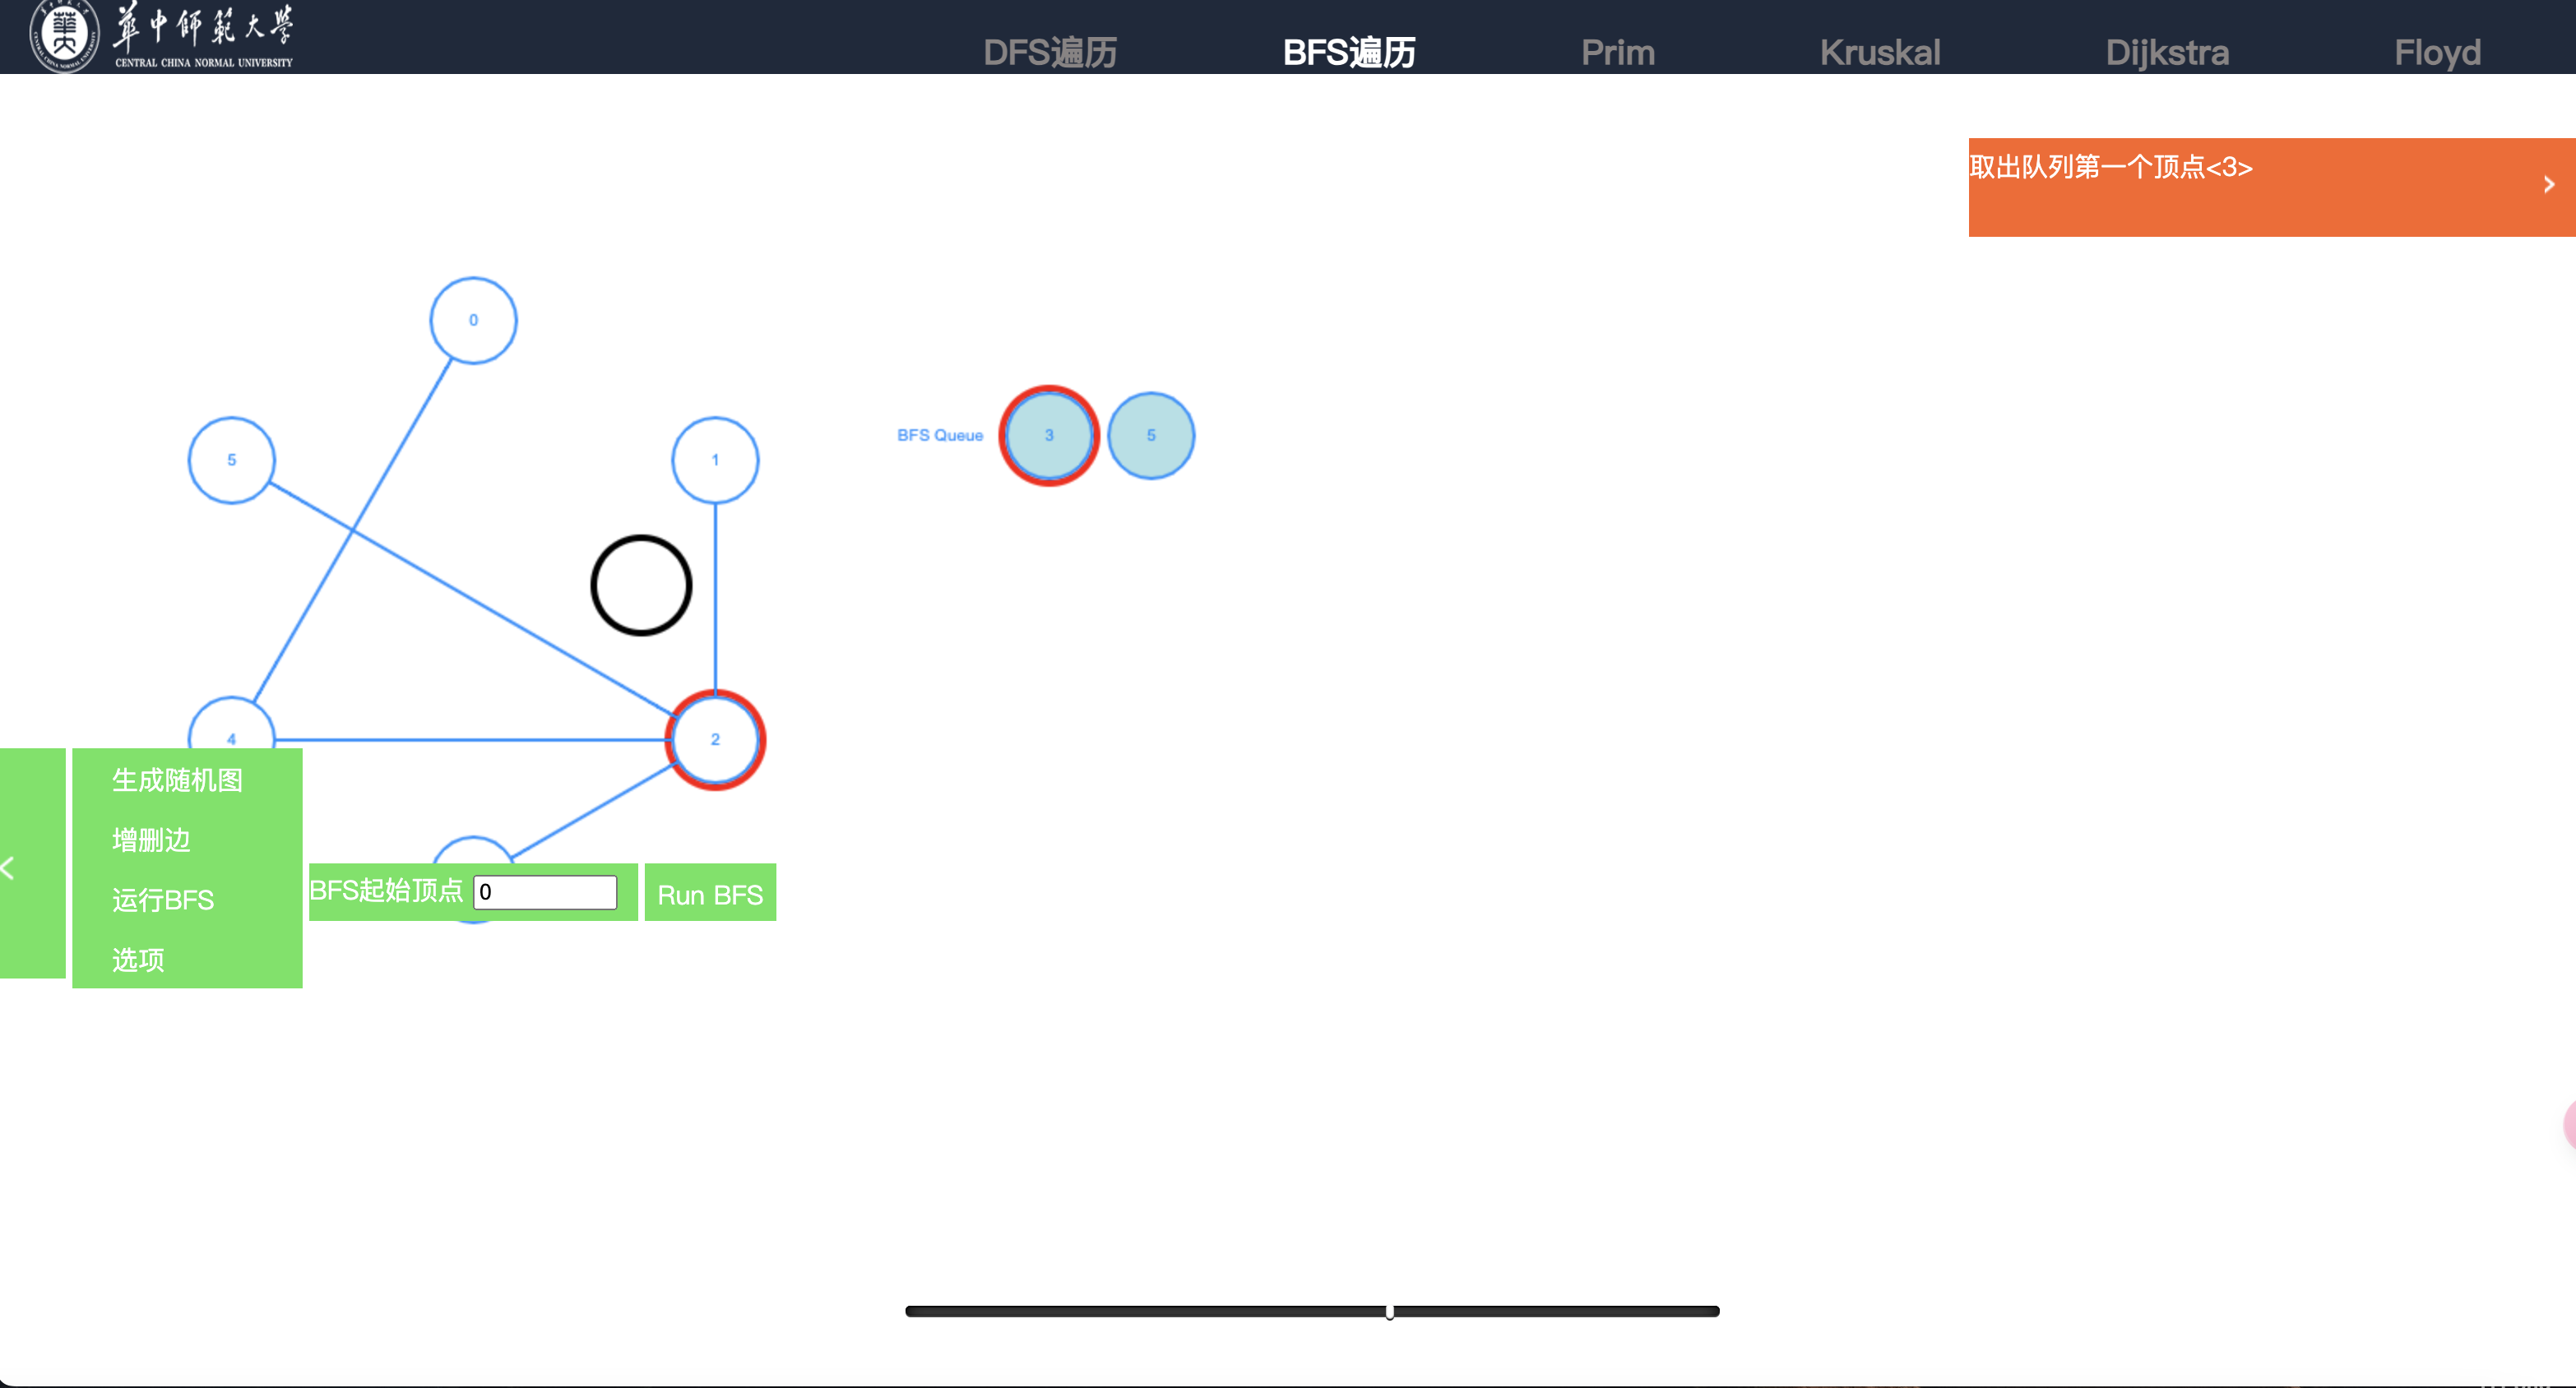 華中師範大學
CENTRAL CHINA NORMAL UNIVERSITY
DFS遍历
BFS遍历
Prim
Kruskal
Dijkstra
Floyd
取出队列第一个顶点<3>
>
0
5
1
BFS Queue
3
5
4
2
<
生成随机图
增删边
运行BFS
选项
BFS起始顶点 0
Run BFS